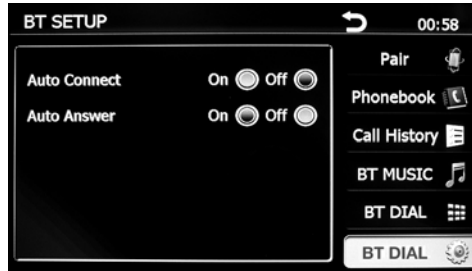 BT SETUP
00:58
Auto Connect On Off
Auto Answer On Off
Pair
Phonebook
Call History
BT MUSIC
BT DIAL
BT DIAL